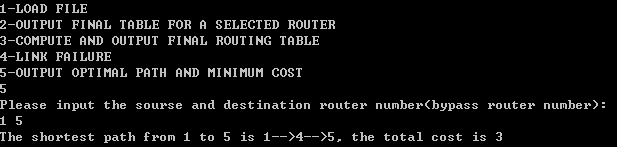 1-LOAD FILE
2-OUTPUT FINAL TABLE FOR A SELECTED ROUTER
3-COMPUTE AND OUTPUT FINAL ROUTING TABLE
4-LINK FAILURE
5-OUTPUT OPTIMAL PATH AND MINIMUM COST
5
Please input the sourse and destination router number(bypass router number):
1 5
The shortest path from 1 to 5 is 1-->4-->5, the total cost is 3